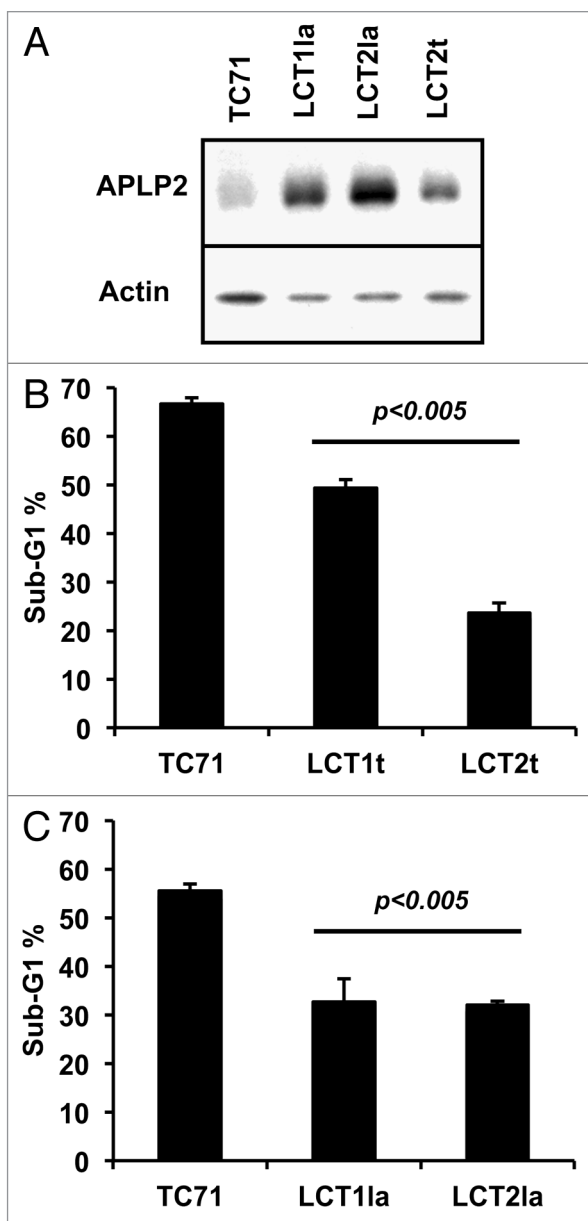 A
TC71
LCT1la
LCT2la
LCT2t
APLP2
Actin
B
70
60
50
40
30
20
10
0
Sub-G1 %
p<0.005
TC71 LCT1t LCT2t
C
70
60
50
40
30
20
10
0
Sub-G1 %
p<0.005
TC71 LCT1la LCT2la